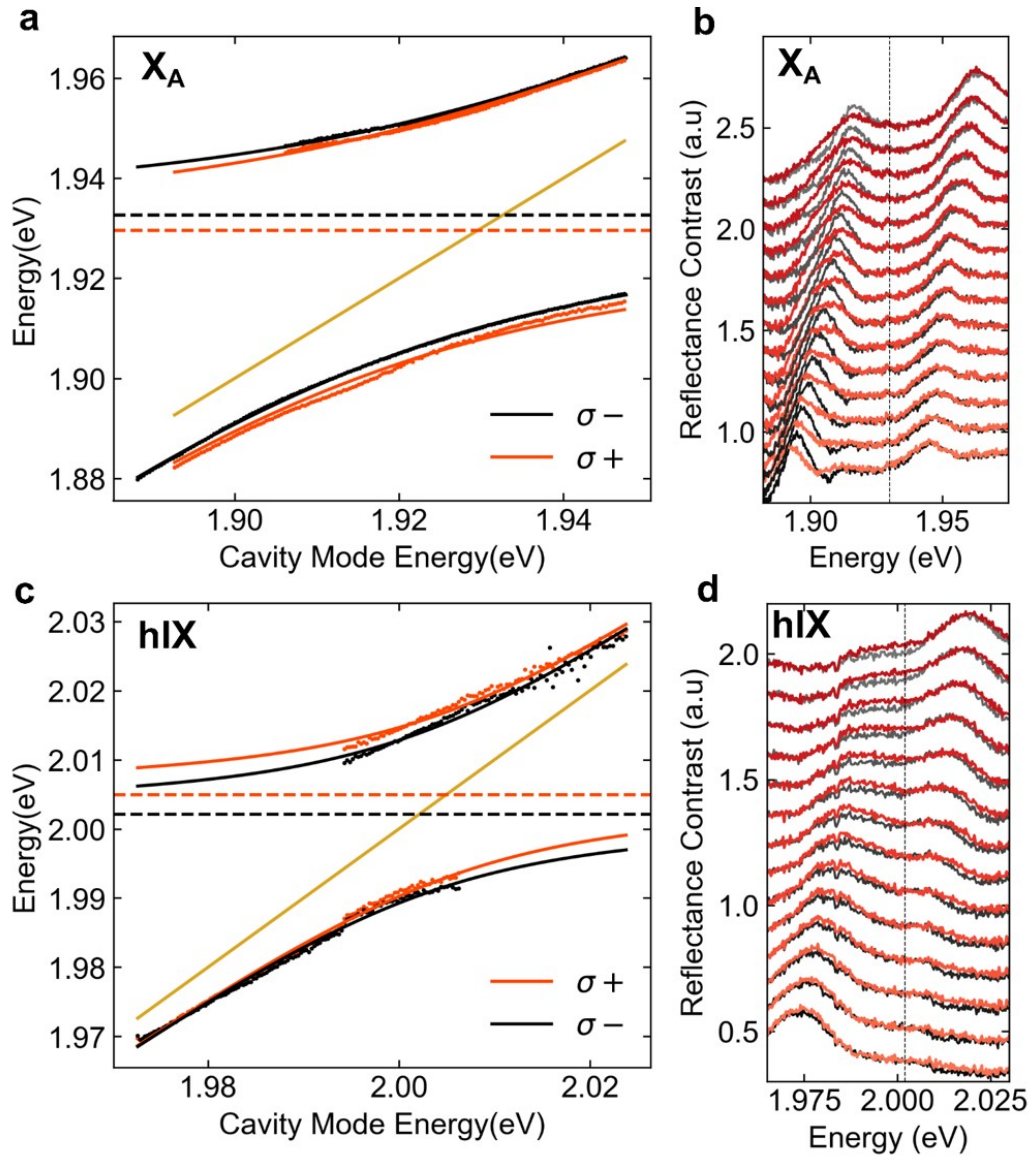 a
X_A
Energy(eV)
1.96
1.94
1.92
1.90
1.88
σ −
σ +
1.90
1.92
1.94
Cavity Mode Energy(eV)
b
X_A
Reflectance Contrast (a.u)
2.5
2.0
1.5
1.0
1.90
1.95
Energy (eV)
c
hIX
Energy(eV)
2.03
2.02
2.01
2.00
1.99
1.98
1.97
σ +
σ −
1.98
2.00
2.02
Cavity Mode Energy(eV)
d
hIX
Reflectance Contrast (a.u)
2.0
1.5
1.0
0.5
1.975
2.000
2.025
Energy (eV)